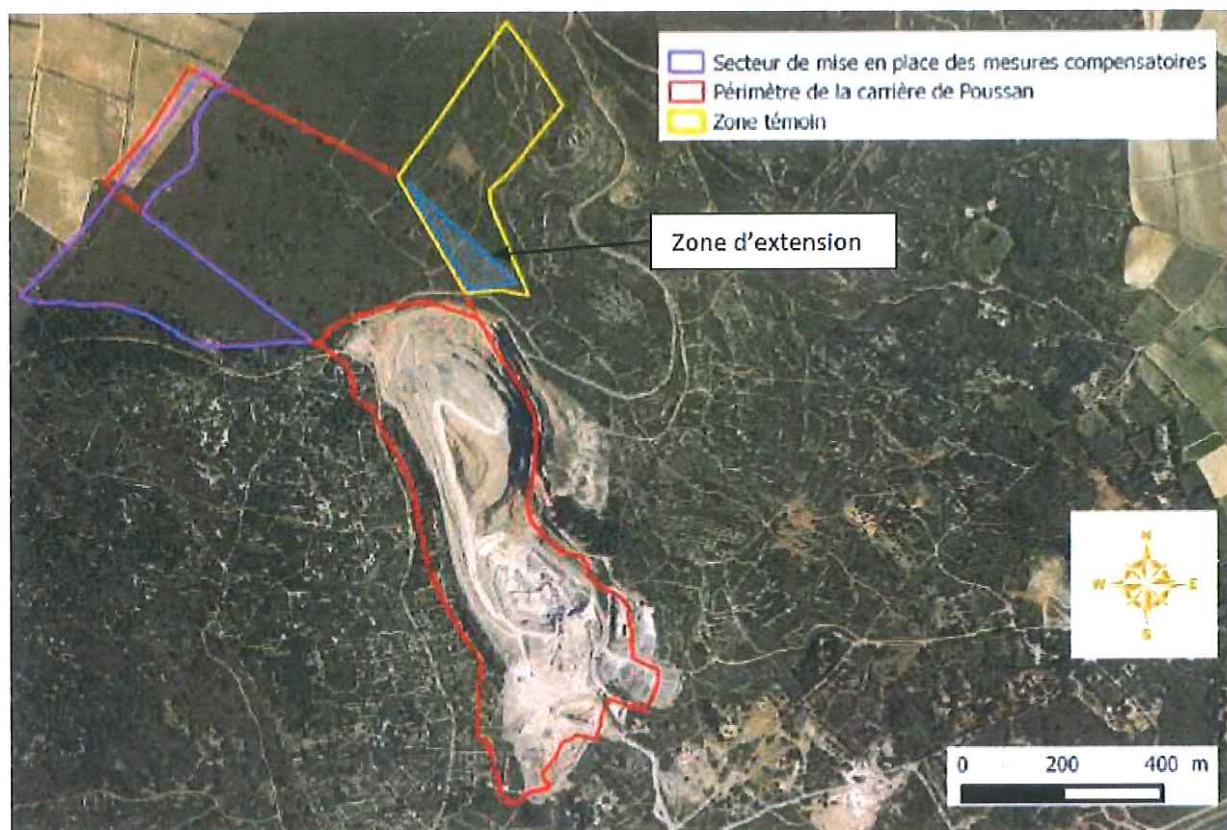 Secteur de mise en place des mesures compensatoires
Périmètre de la carrière de Poussan
Zone témoin
Zone d'extension
N
W E
S
0 200 400 m